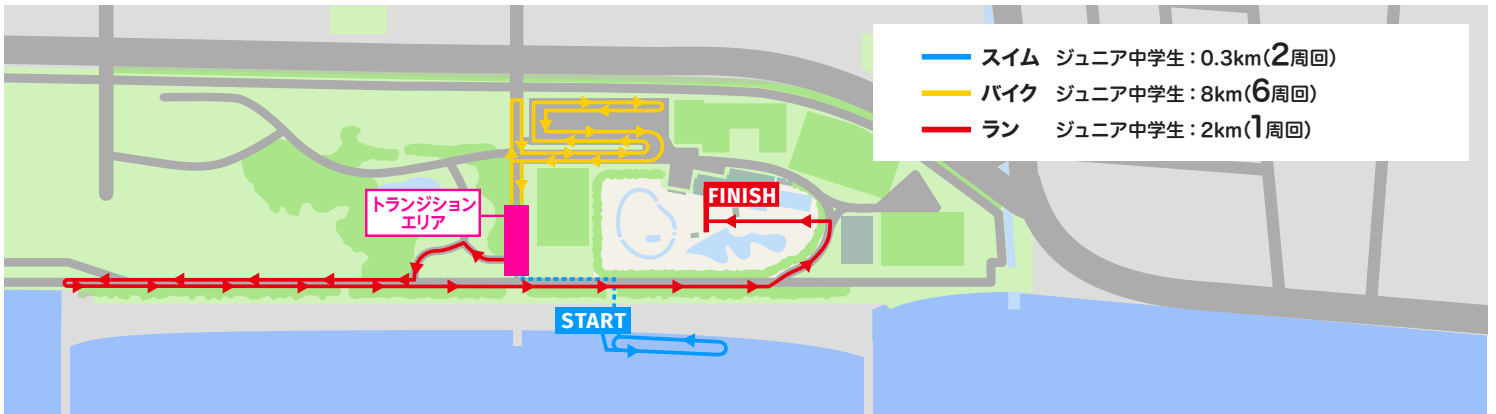 スイム ジュニア中学生：0.3km（2周回）
バイク ジュニア中学生：8km（6周回）
ラン ジュニア中学生：2km（1周回）
トランジション
エリア
FINISH
START